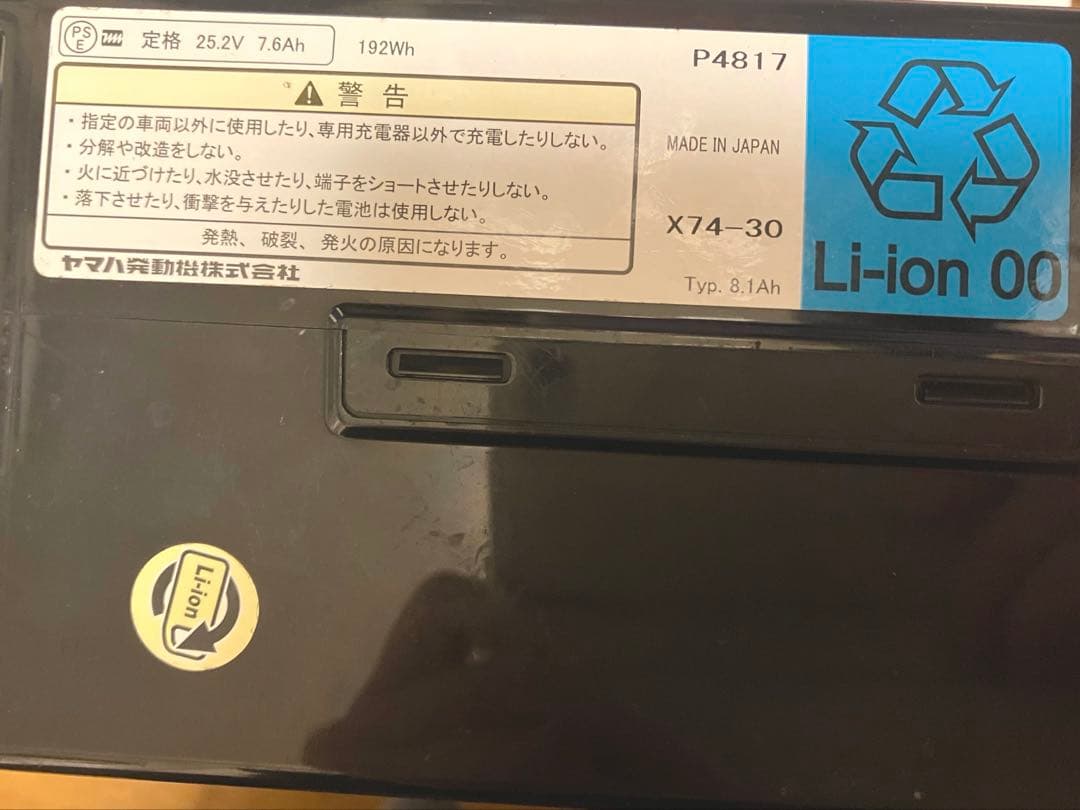 PS
E
定格 25.2V 7.6Ah
192Wh
P4817
警告
・指定の車両以外に使用したり、専用充電器以外で充電したりしない。
・分解や改造をしない。
・火に近づけたり、水没させたり、端子をショートさせたりしない。
・落下させたり、衝撃を与えたりした電池は使用しない。
発熱、破裂、発火の原因になります。
ヤマハ発動機株式会社
MADE IN JAPAN
X74-30
Typ. 8.1Ah
Li-ion 00
Li-ion